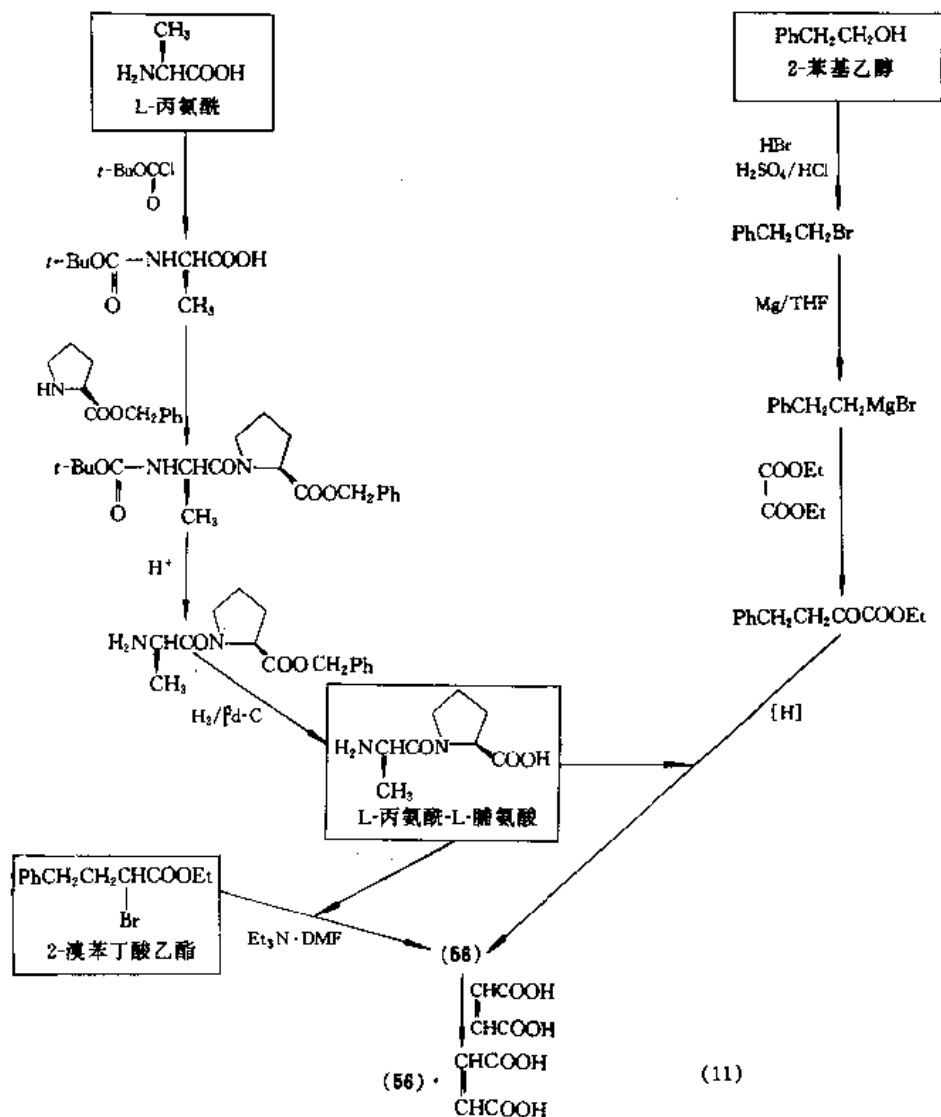 CH₃
H₂NCHCOOH
L-丙氨酰
t-BuOCCl
O
t-BuOC—NHCHCOOH
O
CH₃
HN
COOCH₂Ph
t-BuOC—NHCHCON
O
CH₃
COOCH₂Ph
H⁺
H₂NCHCON
CH₃
COOCH₂Ph
H₂/Pd-C
H₂NCHCON
CH₃
COOH
L-丙氨酰-L-脯氨酸
PhCH₂CH₂OH
2-苯基乙醇
HBr
H₂SO₄/HCl
PhCH₂CH₂Br
Mg/THF
PhCH₂CH₂MgBr
COOEt
COOEt
PhCH₂CH₂COCOOEt
[H]
PhCH₂CH₂CHCOOEt
Br
2-溴苯丁酸乙酯
Et₃N·DMF
(56)
CHCOOH
CHCOOH
(56)·
CHCOOH
CHCOOH
(11)